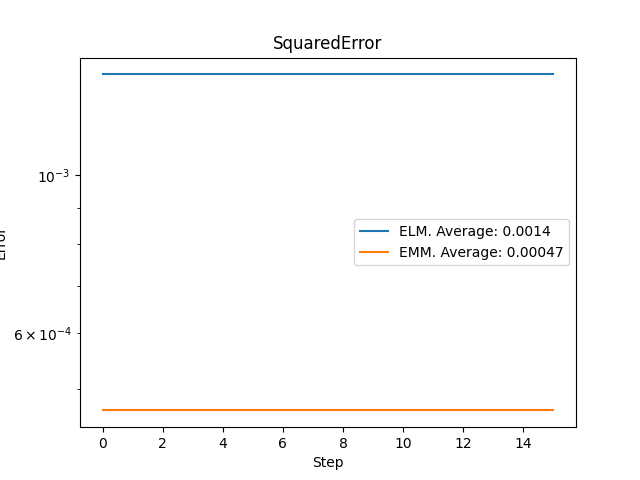 SquaredError
10⁻³
6 × 10⁻⁴
Error
ELM. Average: 0.0014
EMM. Average: 0.00047
0 2 4 6 8 10 12 14
Step